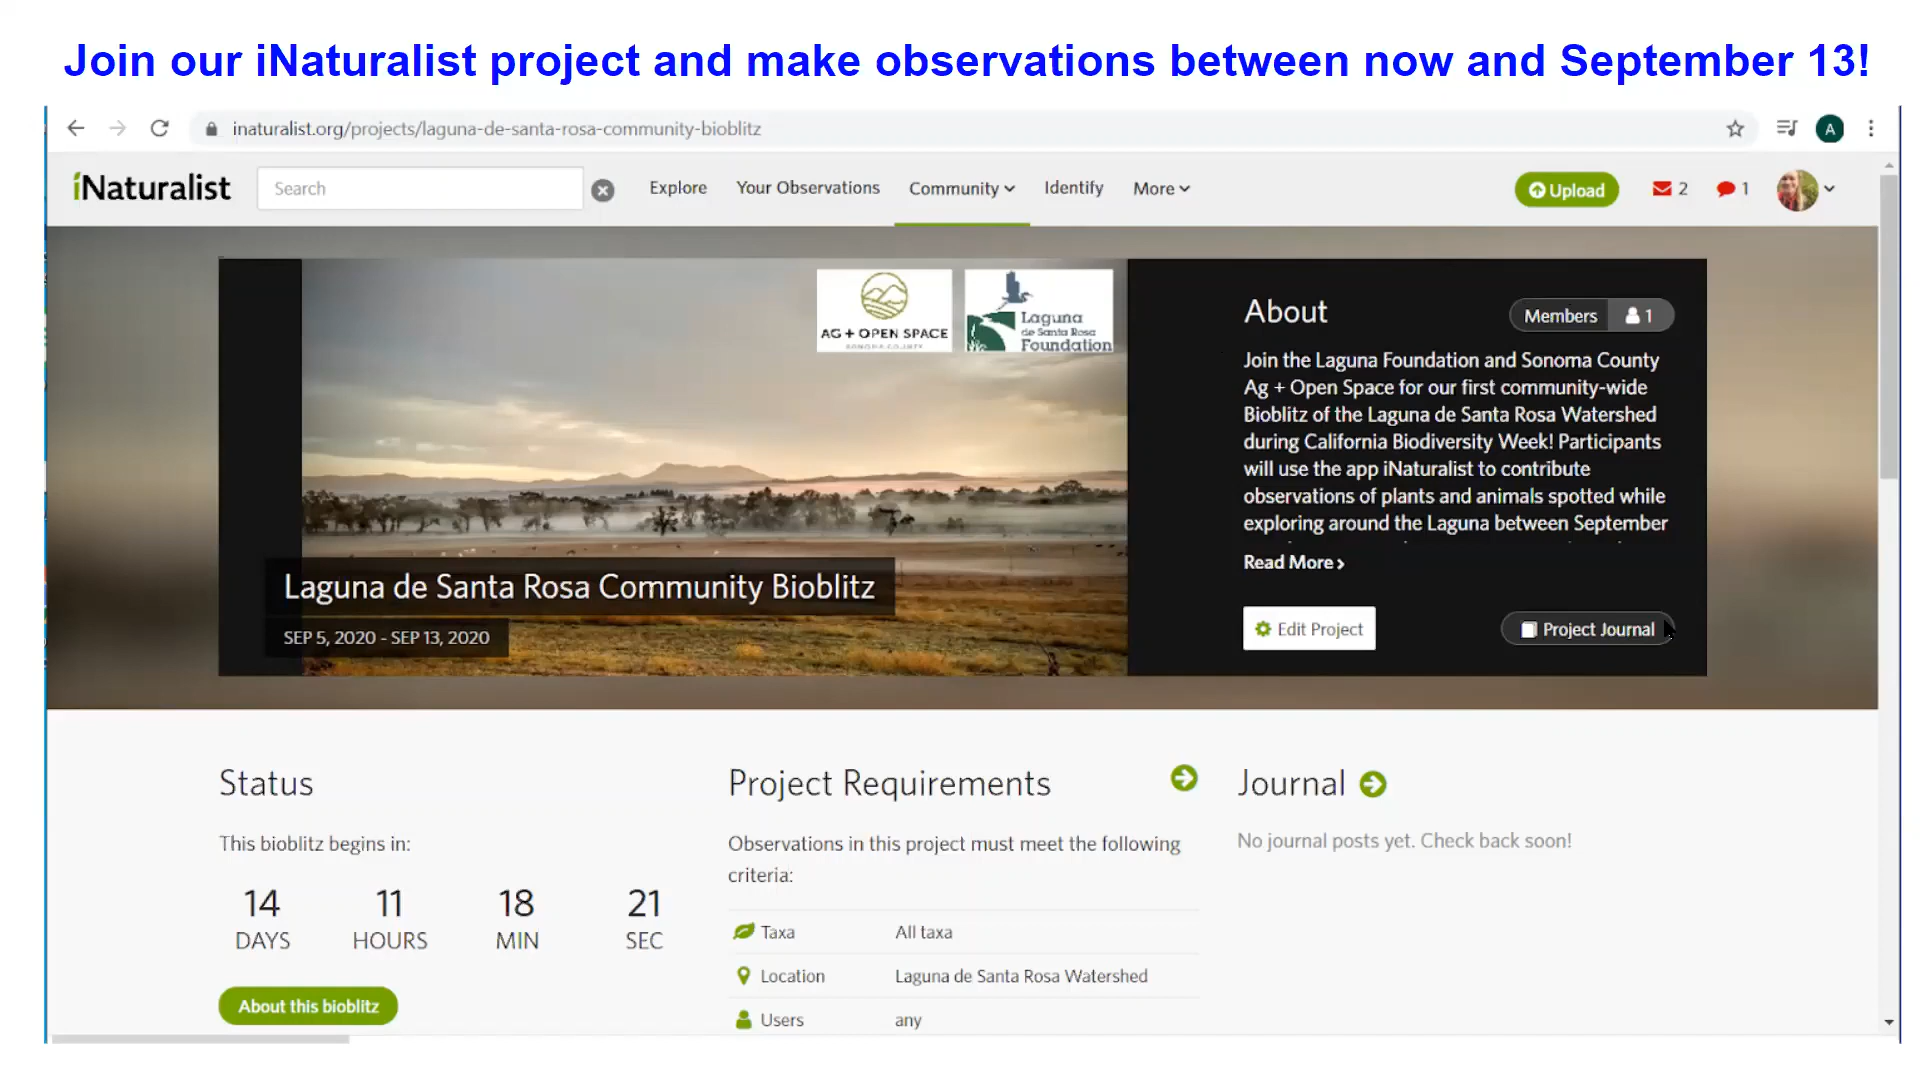 Join our iNaturalist project and make observations between now and September 13!
inaturalist.org/projects/laguna-de-santa-rosa-community-bioblitz
A
iNaturalist
Search
Explore
Your Observations
Community
Identify
More
Upload
2
1
AG + OPEN SPACE
SONOMA COUNTY
Laguna
de Santa Rosa
Foundation
Laguna de Santa Rosa Community Bioblitz
SEP 5, 2020 - SEP 13, 2020
About
Members 1
Join the Laguna Foundation and Sonoma County
Ag + Open Space for our first community-wide
Bioblitz of the Laguna de Santa Rosa Watershed
during California Biodiversity Week! Participants
will use the app iNaturalist to contribute
observations of plants and animals spotted while
exploring around the Laguna between September
Read More
Edit Project
Project Journal
Status
This bioblitz begins in:
14 11 18 21
DAYS HOURS MIN SEC
About this bioblitz
Project Requirements
Observations in this project must meet the following
criteria:
Taxa All taxa
Location Laguna de Santa Rosa Watershed
Users any
Journal
No journal posts yet. Check back soon!